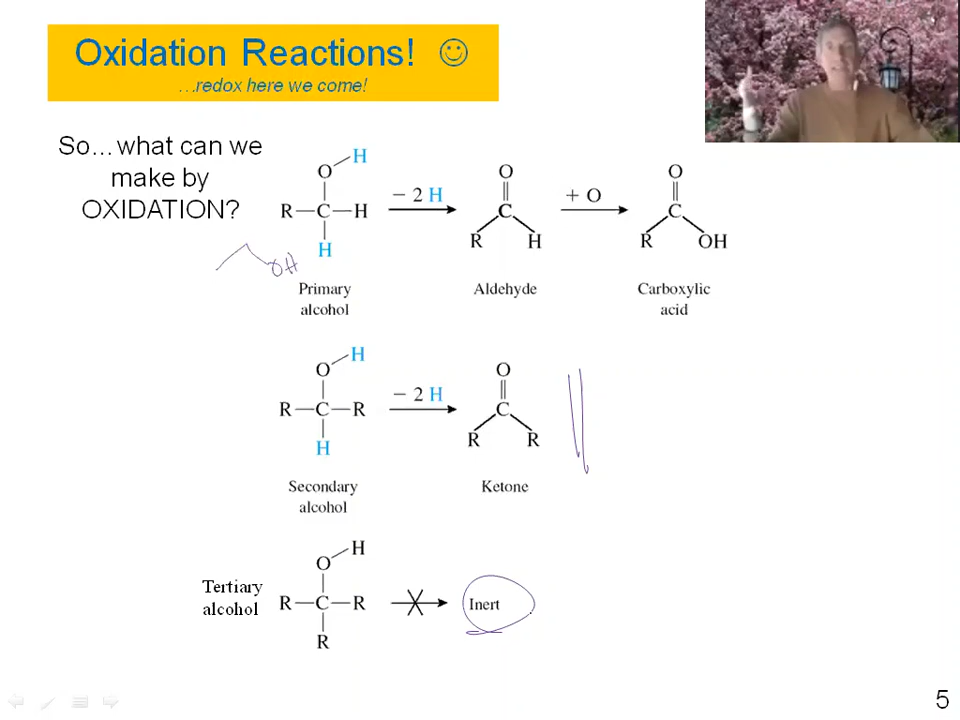 Oxidation Reactions! ☺
…redox here we come!
So…what can we
make by
OXIDATION?
O—H
R—C—H
H
− 2 H
O
C
R H
+ O
O
C
R OH
OH
Primary
alcohol
Aldehyde
Carboxylic
acid
O—H
R—C—R
H
− 2 H
O
C
R R
Secondary
alcohol
Ketone
Tertiary
alcohol
O—H
R—C—R
R
Inert
5